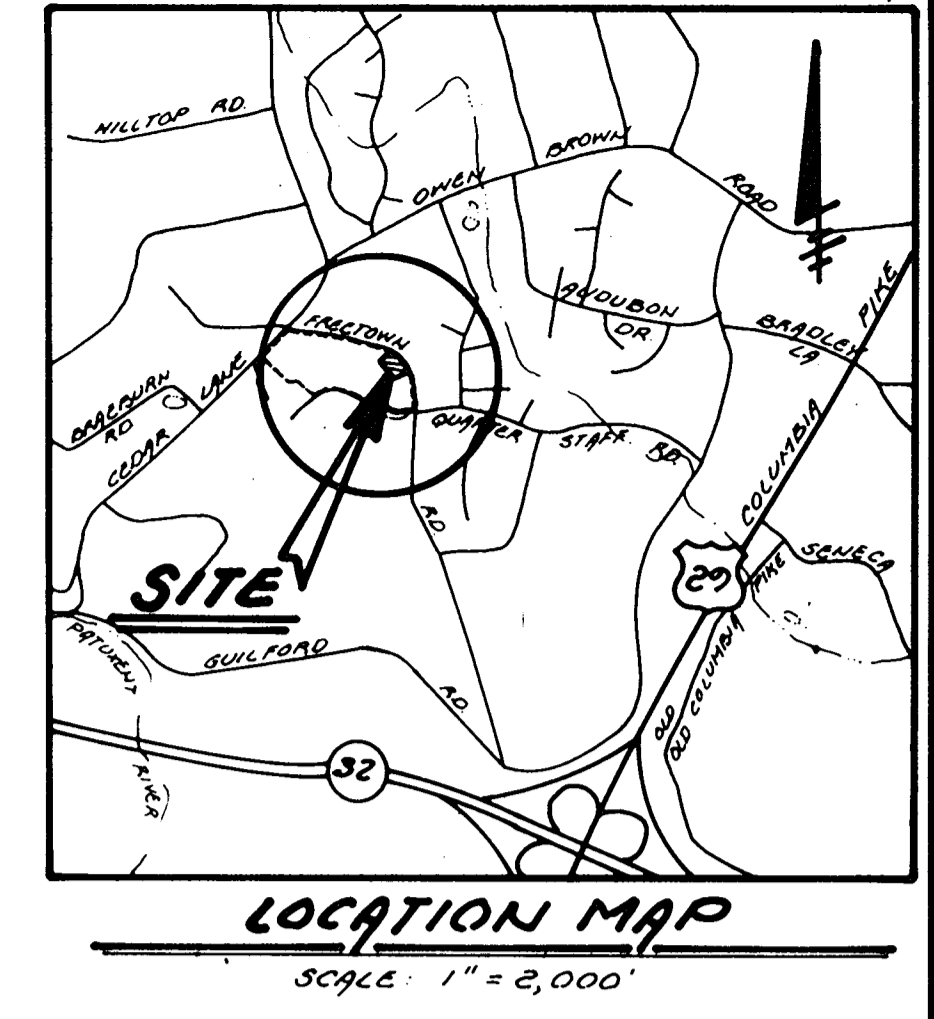 HILLTOP RD.
OWEN BROWN ROAD
FREETOWN
AUDUBON
DR.
BRADLEY
LA
PIKE
BRAEBURN
RD
CEDAR LANE
QUARTER STAFF RD.
COLUMBIA
RD.
SENECA
29
PIKE
SITE
PATUXENT
RIVER
GUILFORD
RD.
OLD
OLD COLUMBIA
32
LOCATION MAP
SCALE: 1" = 2,000'